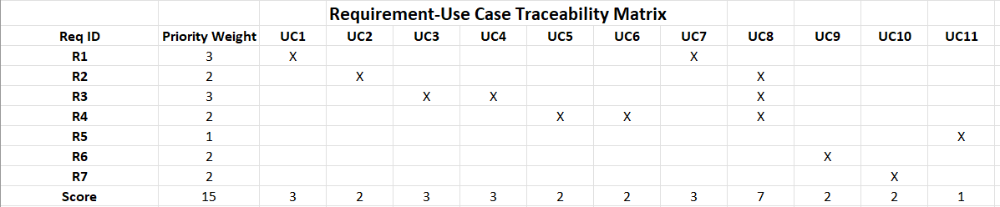 Requirement-Use Case Traceability Matrix
Req ID Priority Weight UC1 UC2 UC3 UC4 UC5 UC6 UC7 UC8 UC9 UC10 UC11
R1 3 X X
R2 2 X X
R3 3 X X X
R4 2 X X X
R5 1 X
R6 2 X
R7 2 X
Score 15 3 2 3 3 2 2 3 7 2 2 1